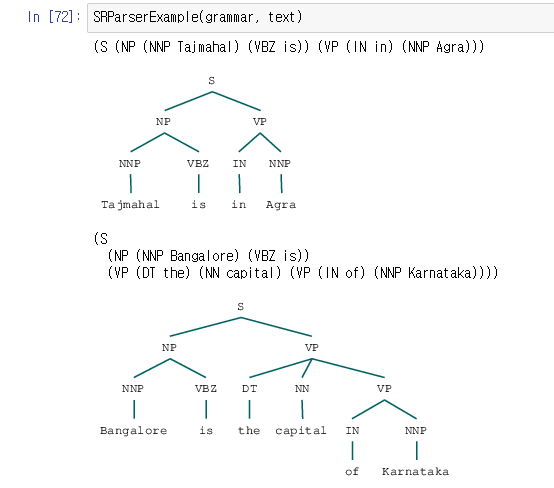 In [72]: SRParserExample(grammar, text)
(S (NP (NNP Tajmahal) (VBZ is)) (VP (IN in) (NNP Agra)))
S
NP VP
NNP VBZ IN NNP
Tajmahal is in Agra
(S
(NP (NNP Bangalore) (VBZ is))
(VP (DT the) (NN capital) (VP (IN of) (NNP Karnataka))))
S
NP VP
NNP VBZ DT NN VP
Bangalore is the capital IN NNP
of Karnataka